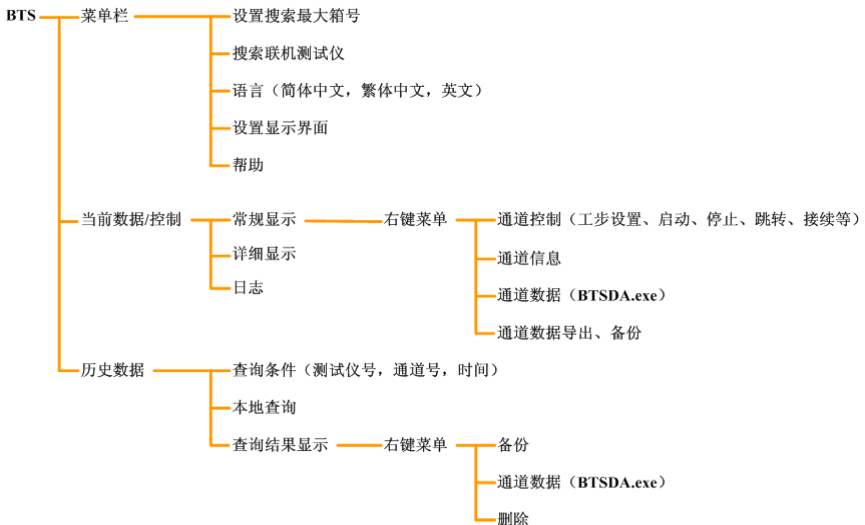 BTS 菜单栏 设置搜索最大箱号
搜索联机测试仪
语言（简体中文，繁体中文，英文）
设置显示界面
帮助
当前数据/控制 常规显示 右键菜单 通道控制（工步设置、启动、停止、跳转、接续等）
详细显示 通道信息
日志 通道数据（BTSDA.exe）
通道数据导出、备份
历史数据 查询条件（测试仪号，通道号，时间）
本地查询
查询结果显示 右键菜单 备份
通道数据（BTSDA.exe）
删除